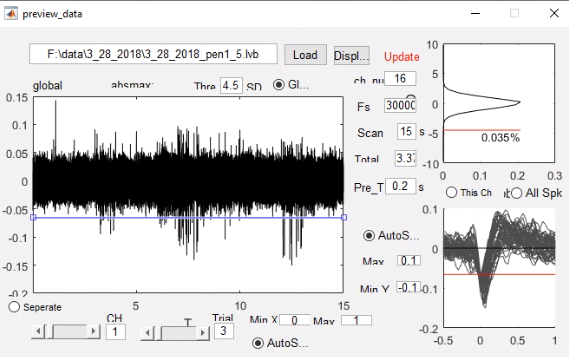 preview_data
F:\data\3_28_2018\3_28_2018_pen1_5.lvb Load Displ... Update
global absmax: Thre 4.5 SD Gl...
ch_nu 16
Fs 30000
Scan 15
Total 3.37
Pre_T 0.2 s
0.15
0.1
0.05
0
-0.05
-0.1
-0.15
-0.2
5 10 15
10
5
0
-5
-10
0.035%
0 0.1 0.2 0.3
This Ch All Spk
AutoS...
Max 0.1
Min Y -0.1
0.1
0
-0.1
-0.2
-0.5 0 0.5 1
Seperate
CH 1
T
Trial 3
Min X 0 Max 1
AutoS...